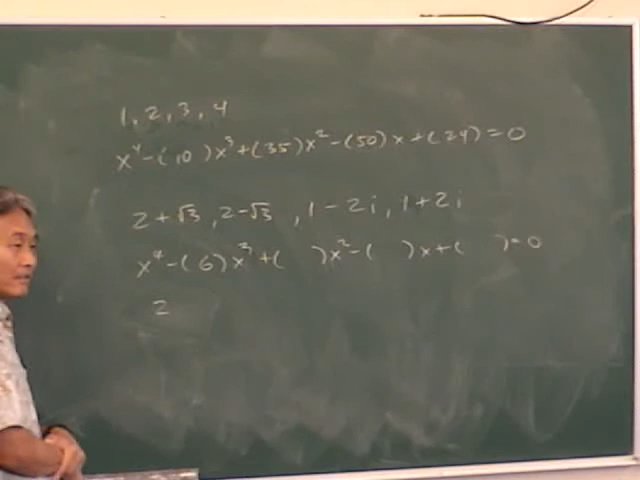 1, 2, 3, 4
x⁴-(10 )x³+(35)x²-(50)x+(24)=0
2+√3, 2-√3, 1-2i, 1+2i
x⁴-(6)x³+( )x²-( )x+( )=0
2